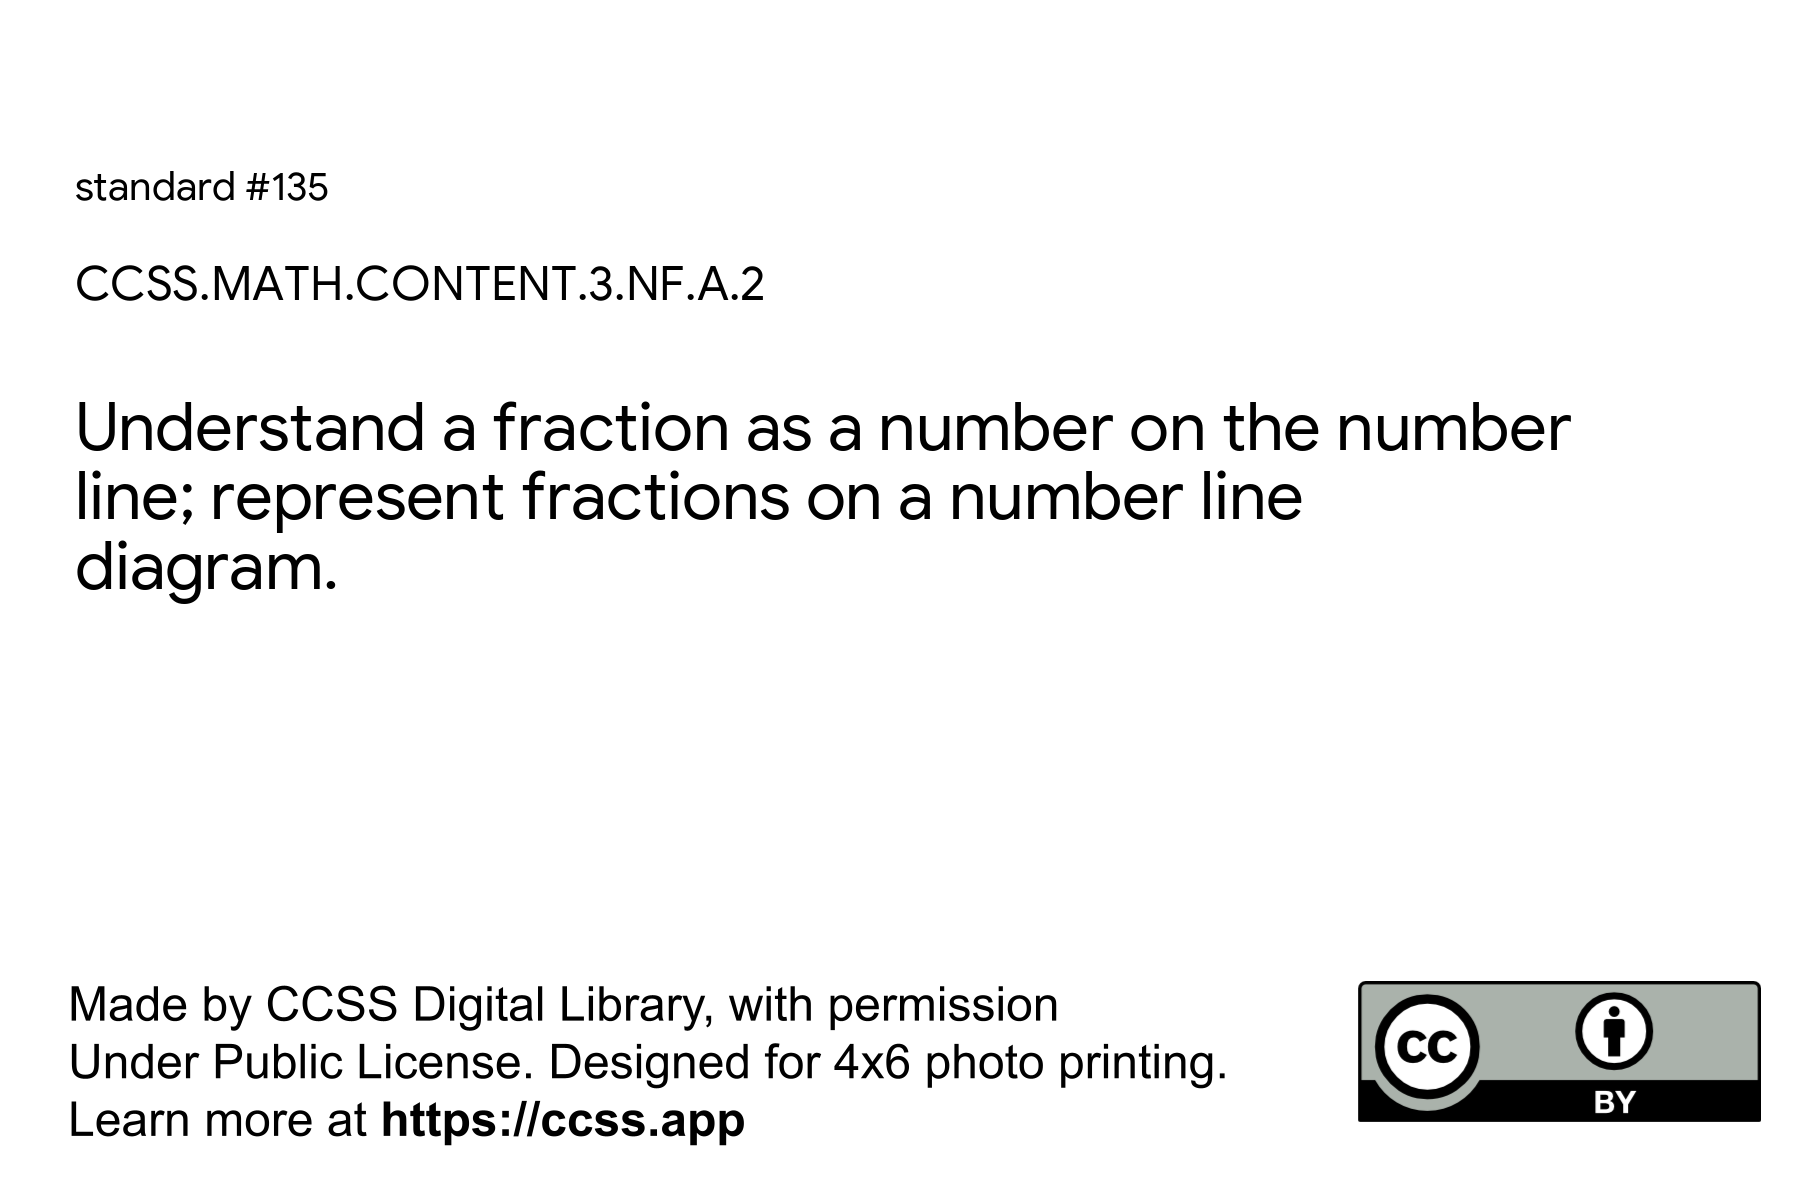 standard #135
CCSS.MATH.CONTENT.3.NF.A.2
Understand a fraction as a number on the number
line; represent fractions on a number line
diagram.
Made by CCSS Digital Library, with permission
Under Public License. Designed for 4x6 photo printing.
Learn more at https://ccss.app
cc
BY